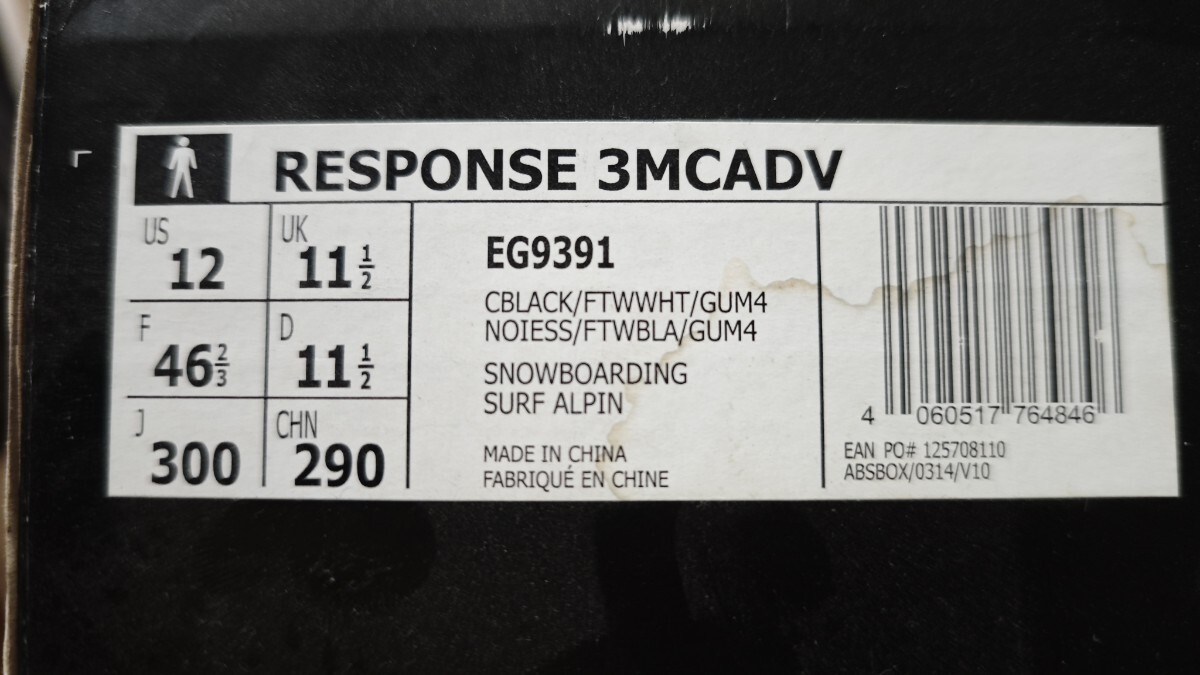 RESPONSE 3MCADV
US 12
UK 11 1/2
F 46 2/3
D 11 1/2
J 300
CHN 290
EG9391
CBLACK/FTWWHT/GUM4
NOIESS/FTWBLA/GUM4
SNOWBOARDING
SURF ALPIN
MADE IN CHINA
FABRIQUÉ EN CHINE
4 060517 764846
EAN PO# 125708110
ABSBOX/0314/V10